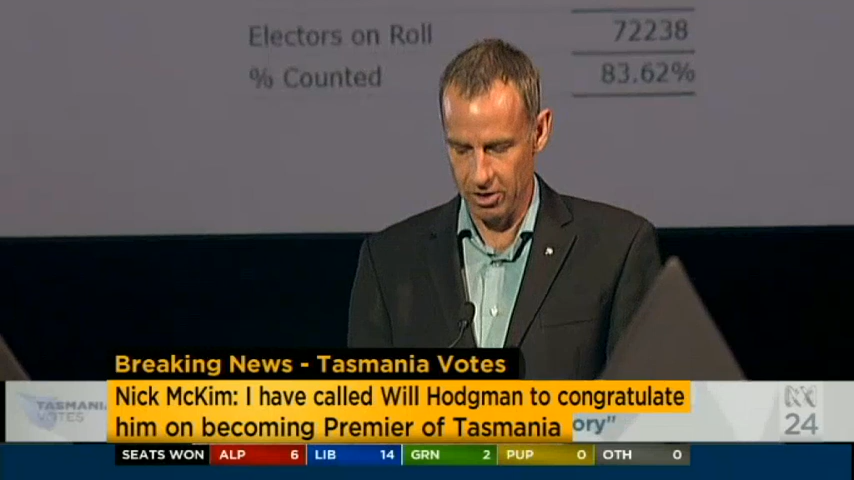 Electors on Roll 72238
% Counted 83.62%
Breaking News - Tasmania Votes
Nick McKim: I have called Will Hodgman to congratulate
him on becoming Premier of Tasmania
ory"
TASMANIA
VOTES
24
SEATS WON ALP 6 LIB 14 GRN 2 PUP 0 OTH 0